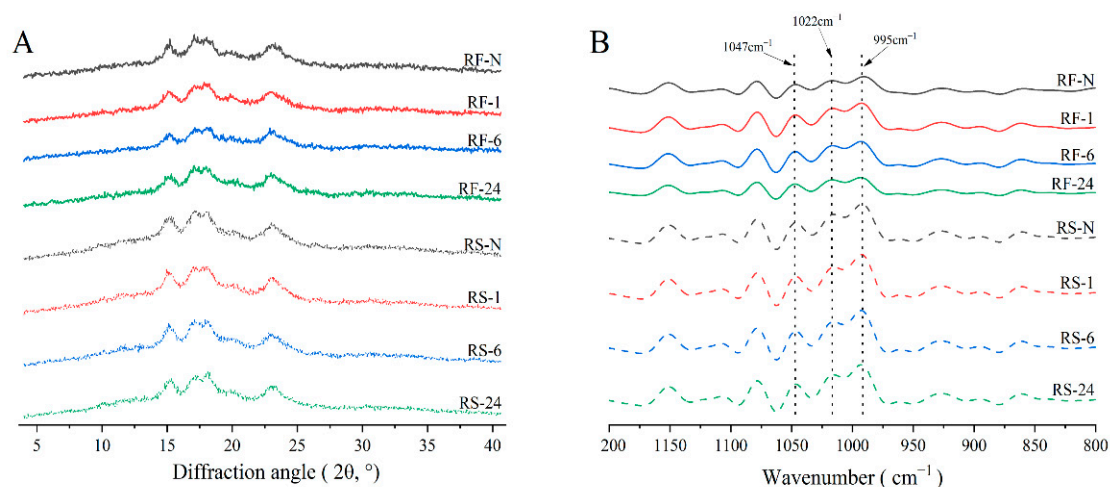 A
RF-N
RF-1
RF-6
RF-24
RS-N
RS-1
RS-6
RS-24
5 10 15 20 25 30 35 40
Diffraction angle ( 2θ, °)
B
1022cm⁻¹
1047cm⁻¹ 995cm⁻¹
RF-N
RF-1
RF-6
RF-24
RS-N
RS-1
RS-6
RS-24
200 1150 1100 1050 1000 950 900 850 800
Wavenumber ( cm⁻¹ )